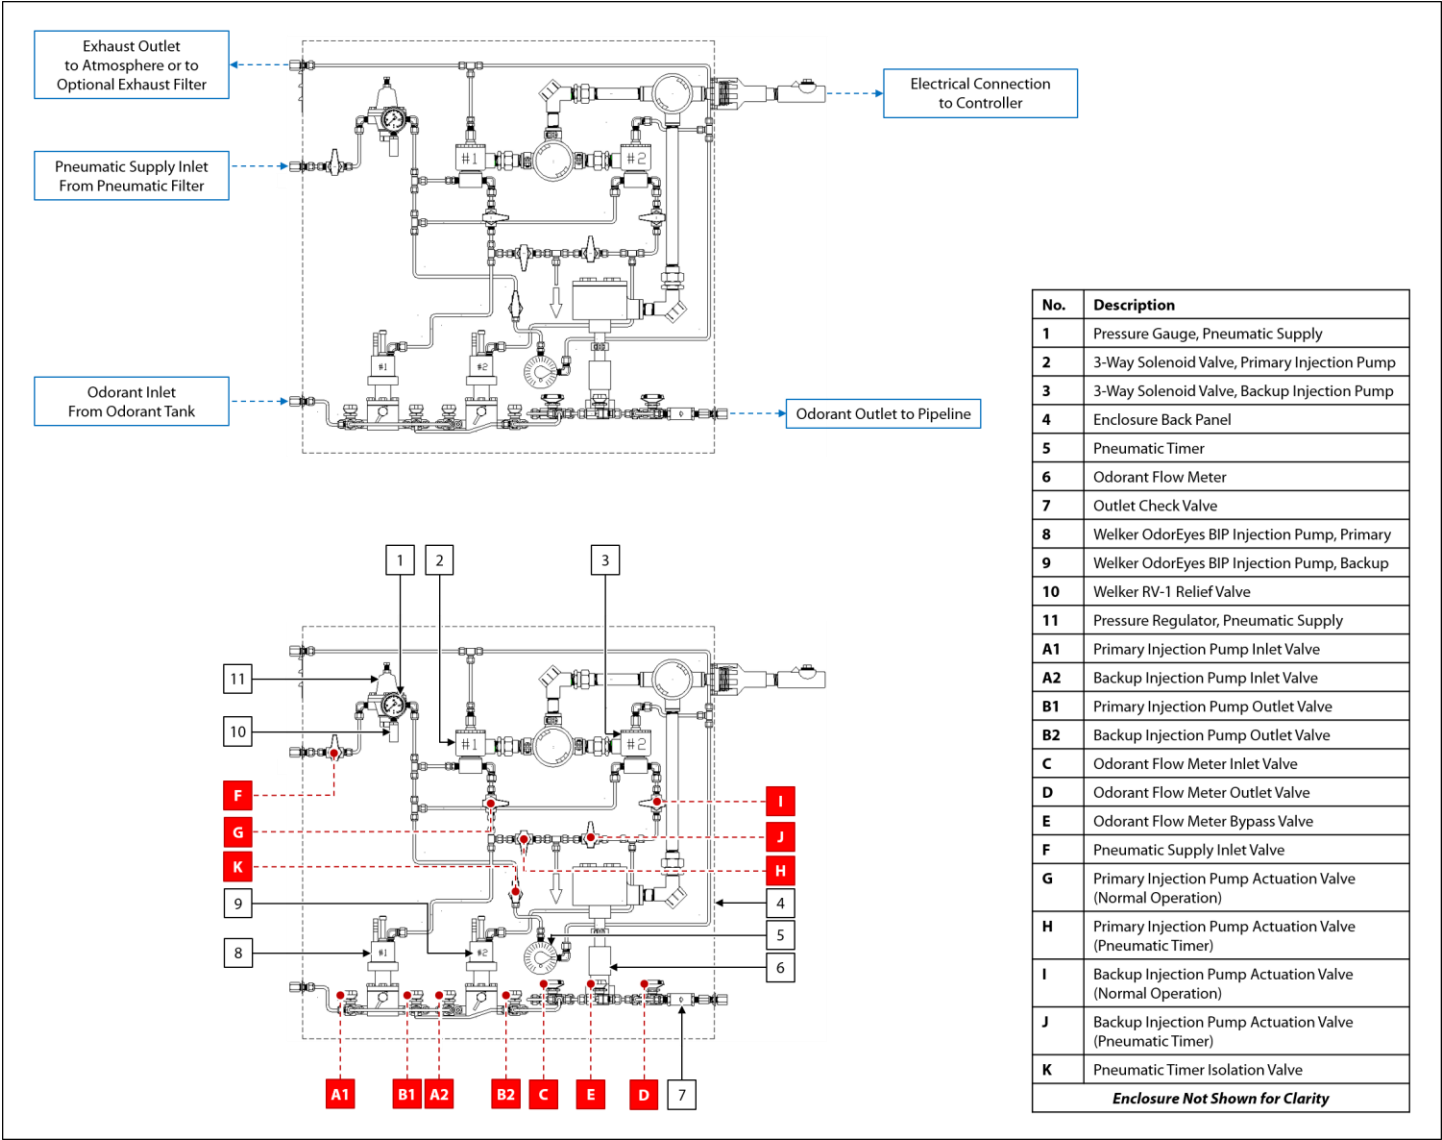 Exhaust Outlet
to Atmosphere or to
Optional Exhaust Filter
Electrical Connection
to Controller
Pneumatic Supply Inlet
From Pneumatic Filter
#1
#2
#1
#2
Odorant Inlet
From Odorant Tank
Odorant Outlet to Pipeline
1
2
3
11
10
#1
#2
F
G
K
I
J
H
9
8
4
5
6
#1
#2
A1
B1
A2
B2
C
E
D
7
No. Description
1 Pressure Gauge, Pneumatic Supply
2 3-Way Solenoid Valve, Primary Injection Pump
3 3-Way Solenoid Valve, Backup Injection Pump
4 Enclosure Back Panel
5 Pneumatic Timer
6 Odorant Flow Meter
7 Outlet Check Valve
8 Welker OdorEyes BIP Injection Pump, Primary
9 Welker OdorEyes BIP Injection Pump, Backup
10 Welker RV-1 Relief Valve
11 Pressure Regulator, Pneumatic Supply
A1 Primary Injection Pump Inlet Valve
A2 Backup Injection Pump Inlet Valve
B1 Primary Injection Pump Outlet Valve
B2 Backup Injection Pump Outlet Valve
C Odorant Flow Meter Inlet Valve
D Odorant Flow Meter Outlet Valve
E Odorant Flow Meter Bypass Valve
F Pneumatic Supply Inlet Valve
G Primary Injection Pump Actuation Valve
(Normal Operation)
H Primary Injection Pump Actuation Valve
(Pneumatic Timer)
I Backup Injection Pump Actuation Valve
(Normal Operation)
J Backup Injection Pump Actuation Valve
(Pneumatic Timer)
K Pneumatic Timer Isolation Valve
Enclosure Not Shown for Clarity